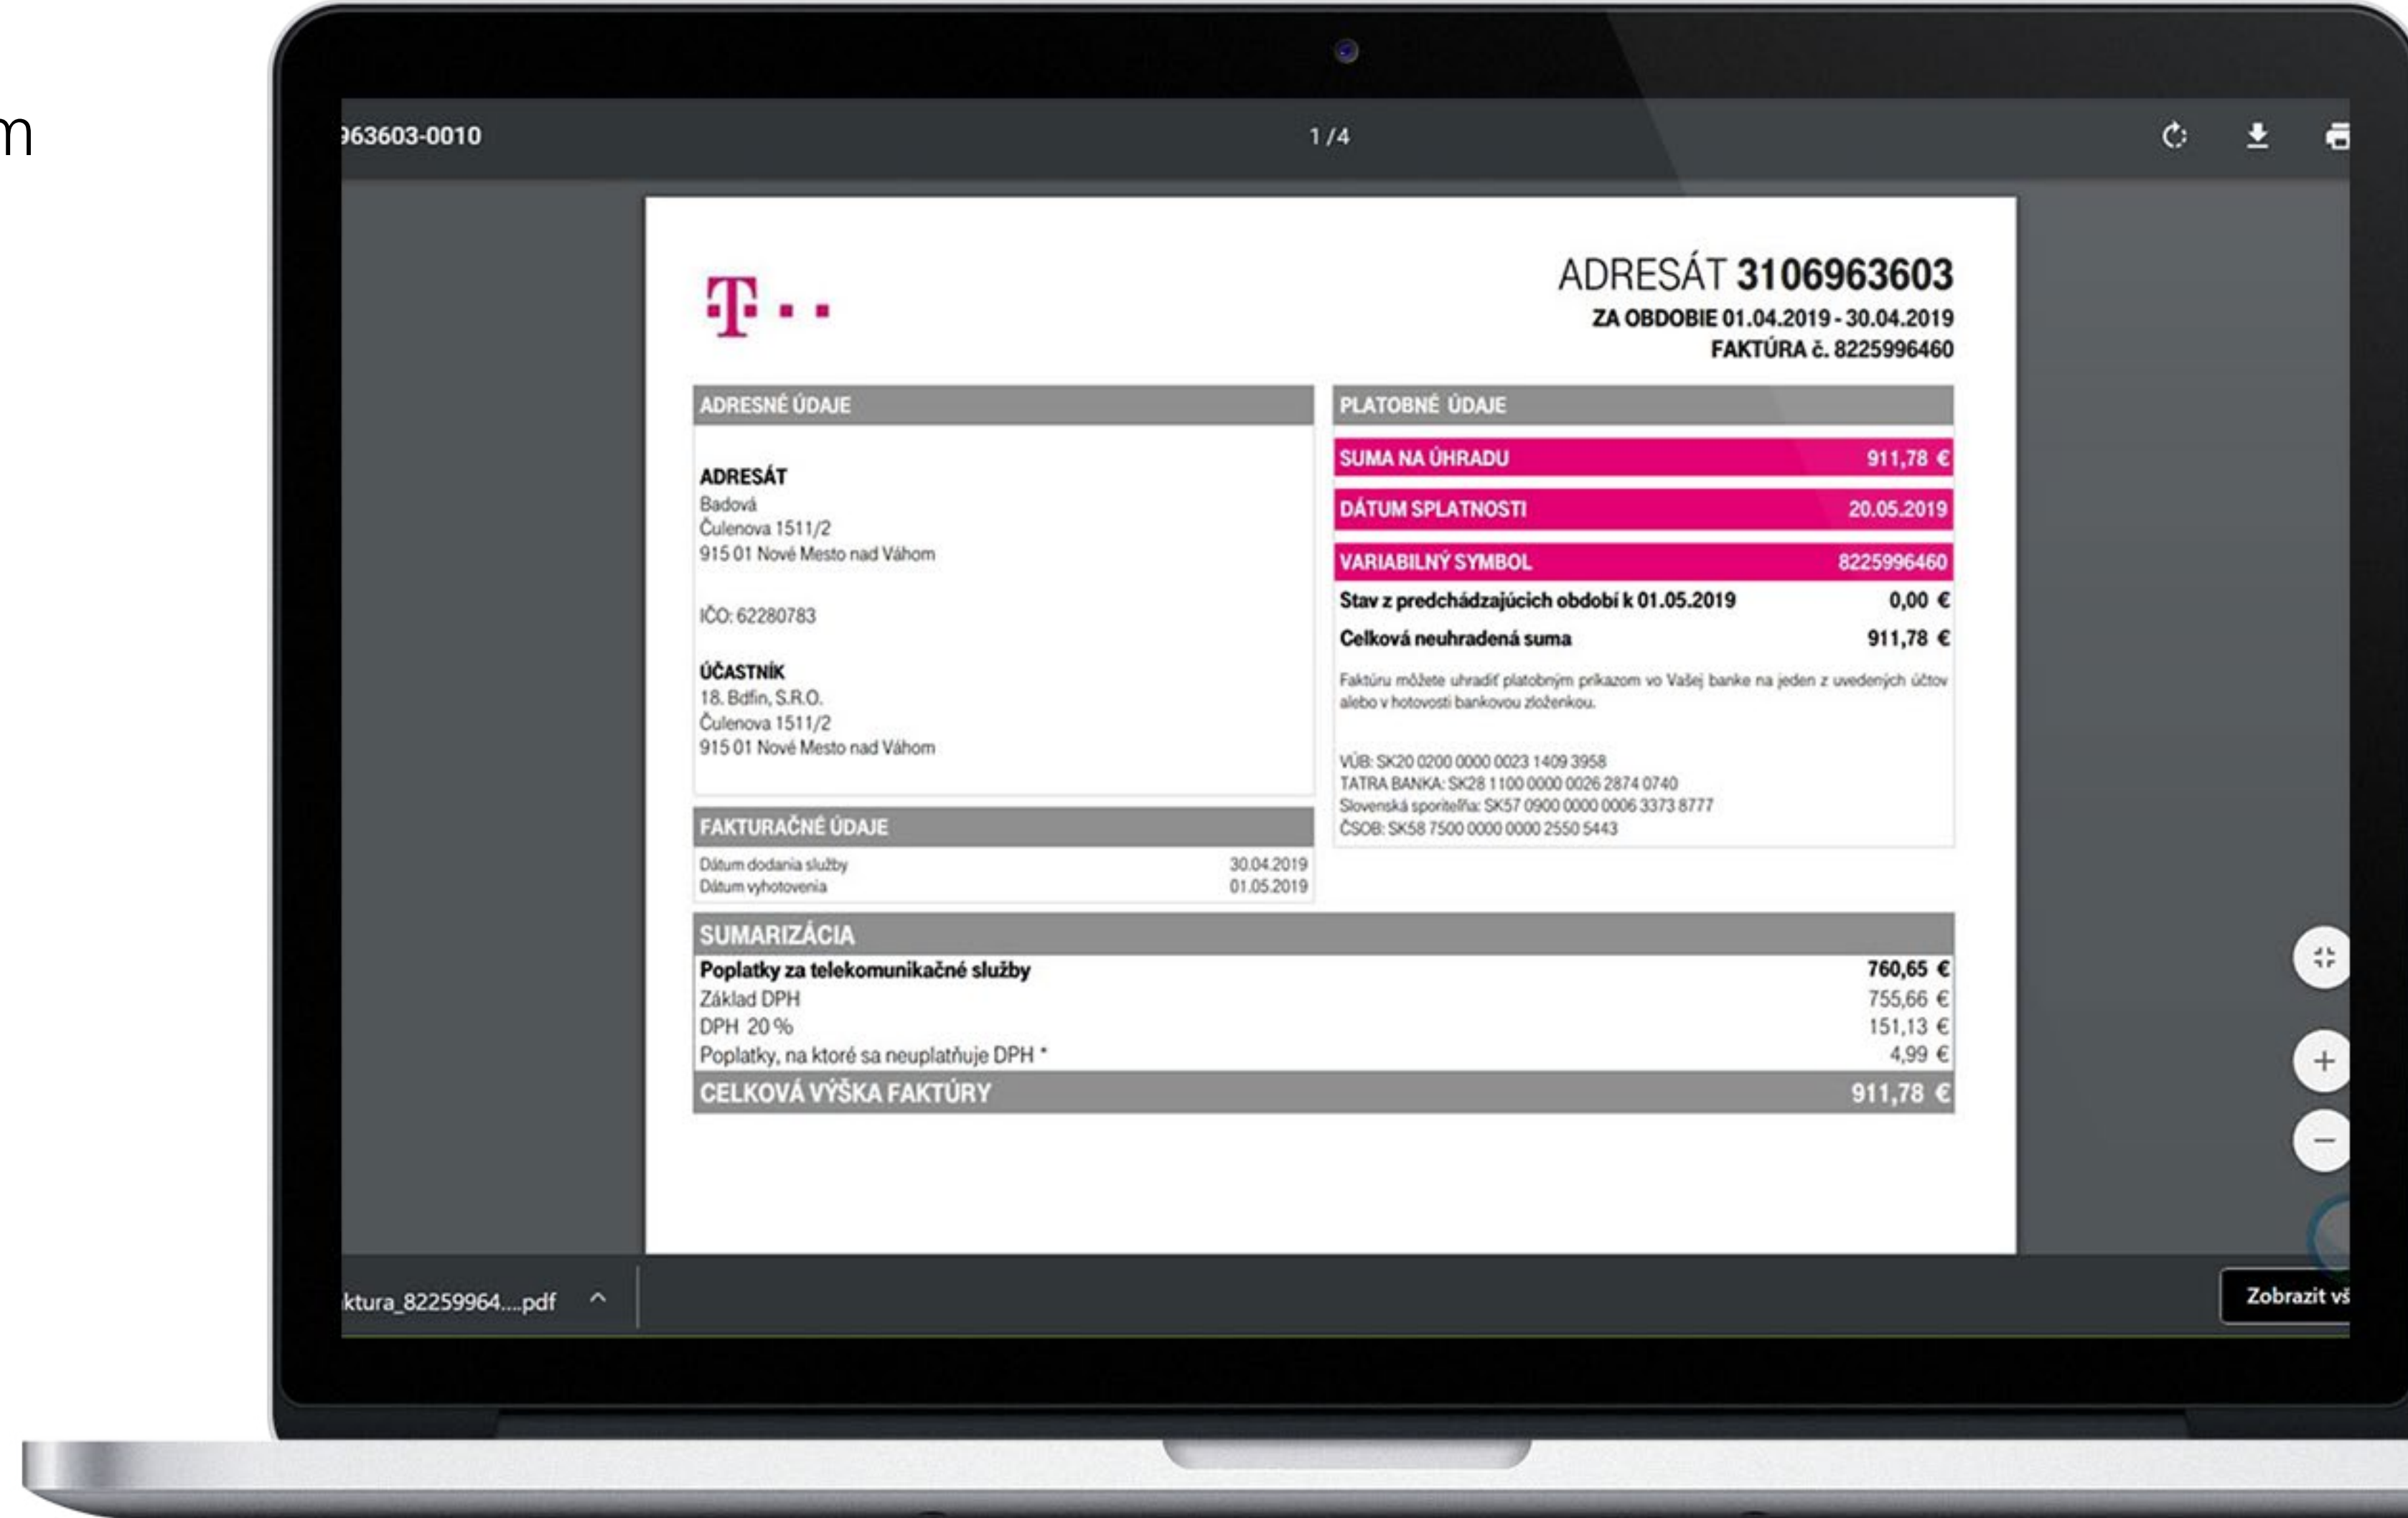 m
963603-0010
1 / 4
T
ADRESÁT 3106963603
ZA OBDOBIE 01.04.2019 - 30.04.2019
FAKTÚRA č. 8225996460
ADRESNÉ ÚDAJE
ADRESÁT
Badová
Čulenova 1511/2
915 01 Nové Mesto nad Váhom
IČO: 62280783
ÚČASTNÍK
18. Bdfin, S.R.O.
Čulenova 1511/2
915 01 Nové Mesto nad Váhom
PLATOBNÉ ÚDAJE
SUMA NA ÚHRADU 911,78 €
DÁTUM SPLATNOSTI 20.05.2019
VARIABILNÝ SYMBOL 8225996460
Stav z predchádzajúcich období k 01.05.2019 0,00 €
Celková neuhradená suma 911,78 €
Faktúru môžete uhradiť platobným príkazom vo Vašej banke na jeden z uvedených účtov
alebo v hotovosti bankovou zloženkou.
VÚB: SK20 0200 0000 0023 1409 3958
TATRA BANKA: SK28 1100 0000 0026 2874 0740
Slovenská sporiteľňa: SK57 0900 0000 0006 3373 8777
ČSOB: SK58 7500 0000 0000 2550 5443
FAKTURAČNÉ ÚDAJE
Dátum dodania služby 30.04.2019
Dátum vyhotovenia 01.05.2019
SUMARIZÁCIA
Poplatky za telekomunikačné služby 760,65 €
Základ DPH 755,66 €
DPH 20 % 151,13 €
Poplatky, na ktoré sa neuplatňuje DPH * 4,99 €
CELKOVÁ VÝŠKA FAKTÚRY 911,78 €
ktura_82259964....pdf
Zobrazit vš